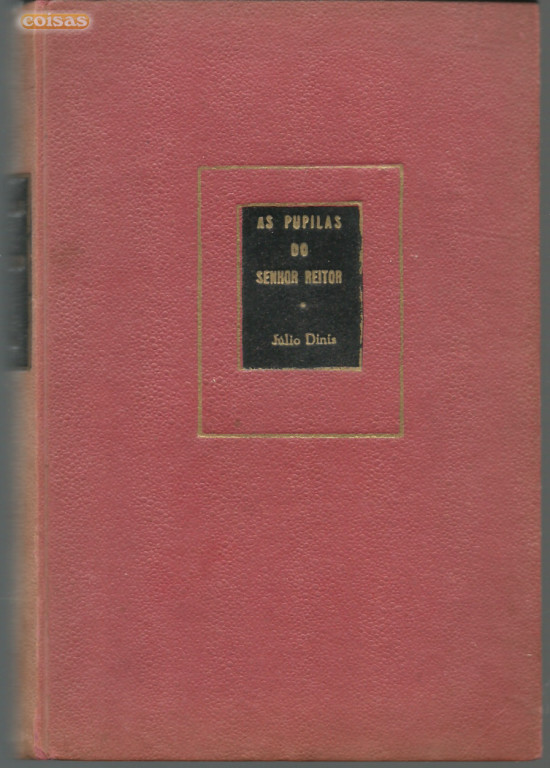 coisas
AS PUPILAS
DO
SENHOR REITOR
*
Júlio Dinis